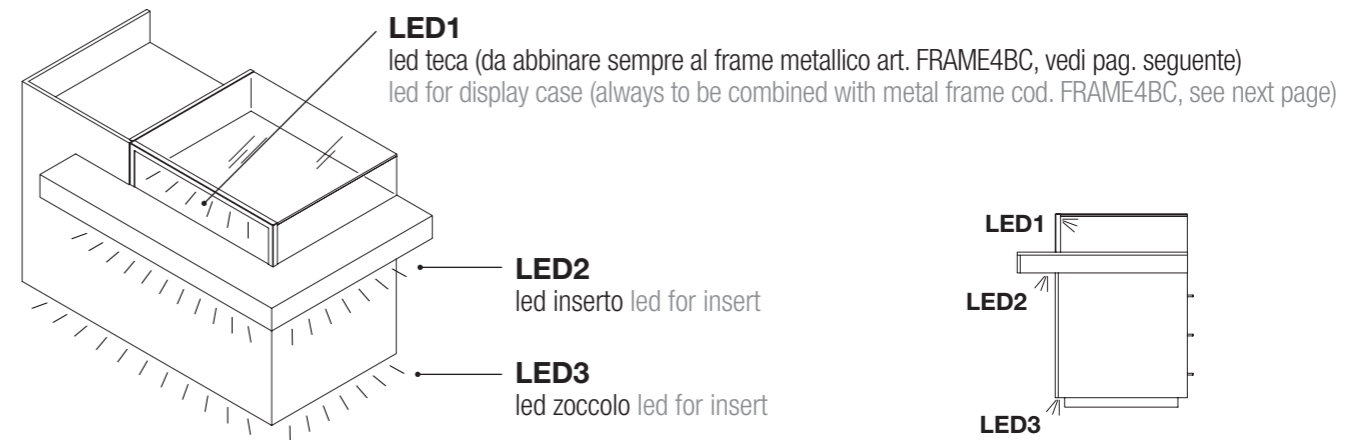 LED1
led teca (da abbinare sempre al frame metallico art. FRAME4BC, vedi pag. seguente)
led for display case (always to be combined with metal frame cod. FRAME4BC, see next page)
LED2
led inserto led for insert
LED3
led zoccolo led for insert
LED1
LED2
LED3